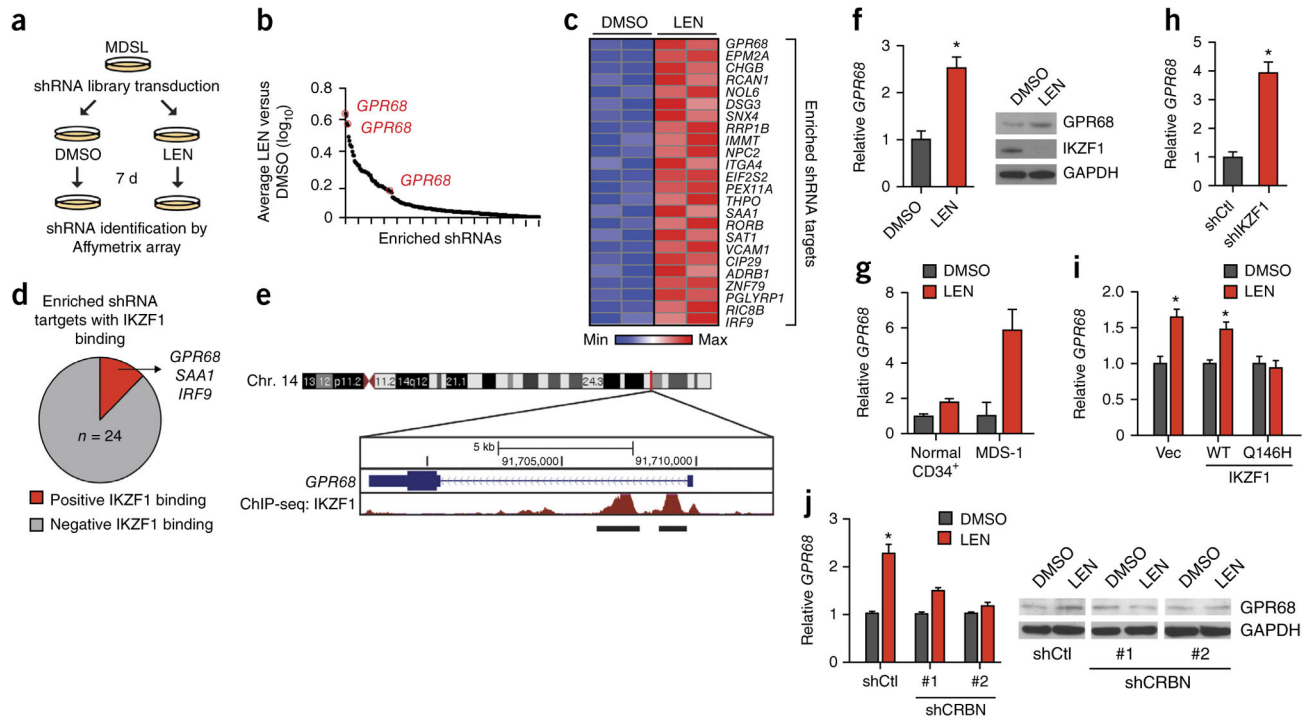 a
MDSL
shRNA library transduction
DMSO
LEN
7 d
shRNA identification by
Affymetrix array
b
Average LEN versus
DMSO (log10)
0.8
0.6
0.4
0.2
0
GPR68
GPR68
GPR68
Enriched shRNAs
c
DMSO
LEN
GPR68
EPM2A
CHGB
RCAN1
NOL6
DSG3
SNX4
RRP1B
IMMT
NPC2
ITGA4
EIF2S2
PEX11A
THPO
SAA1
RORB
SAT1
VCAM1
CIP29
ADRB1
ZNF79
PGLYRP1
RIC8B
IRF9
Enriched shRNA targets
Min
Max
d
Enriched shRNA
tartgets with IKZF1
binding
GPR68
SAA1
IRF9
n = 24
Positive IKZF1 binding
Negative IKZF1 binding
e
Chr. 14
13 12 p11.2 11.2 14q12 21.1 24.3
5 kb
91,705,000
91,710,000
GPR68
ChIP-seq: IKZF1
f
Relative GPR68
3
2
1
0
DMSO
LEN
DMSO
LEN
GPR68
IKZF1
GAPDH
*
g
DMSO
LEN
Relative GPR68
8
6
4
2
0
Normal
CD34+
MDS-1
h
Relative GPR68
5
4
3
2
1
0
*
shCtl
shIKZF1
i
DMSO
LEN
Relative GPR68
2.0
1.5
1.0
0.5
0
*
*
Vec
WT
Q146H
IKZF1
j
DMSO
LEN
Relative GPR68
3
2
1
0
*
shCtl
#1
#2
shCRBN
DMSO
LEN
DMSO
LEN
DMSO
LEN
GPR68
GAPDH
shCtl
#1
#2
shCRBN